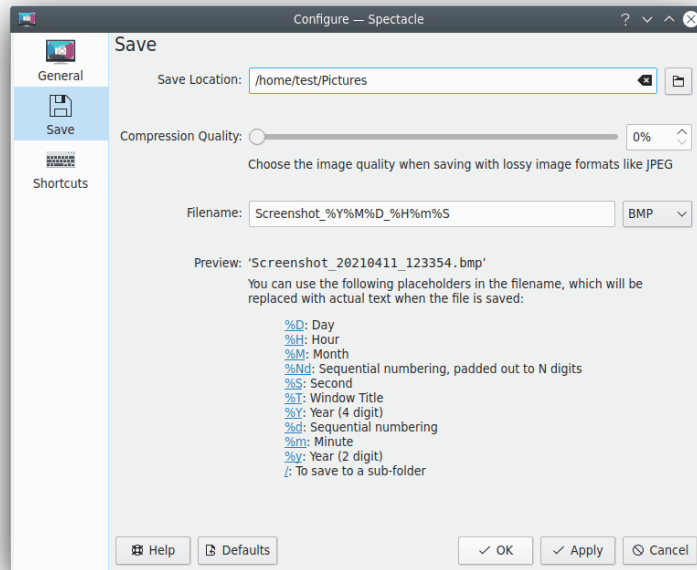 Configure — Spectacle
General
Save
Shortcuts
Save
Save Location: /home/test/Pictures
Compression Quality: 0%
Choose the image quality when saving with lossy image formats like JPEG
Filename: Screenshot_%Y%M%D_%H%m%S BMP
Preview: ‘Screenshot_20210411_123354.bmp’
You can use the following placeholders in the filename, which will be
replaced with actual text when the file is saved:
%D: Day
%H: Hour
%M: Month
%Nd: Sequential numbering, padded out to N digits
%S: Second
%T: Window Title
%Y: Year (4 digit)
%d: Sequential numbering
%m: Minute
%y: Year (2 digit)
/: To save to a sub-folder
Help Defaults OK Apply Cancel